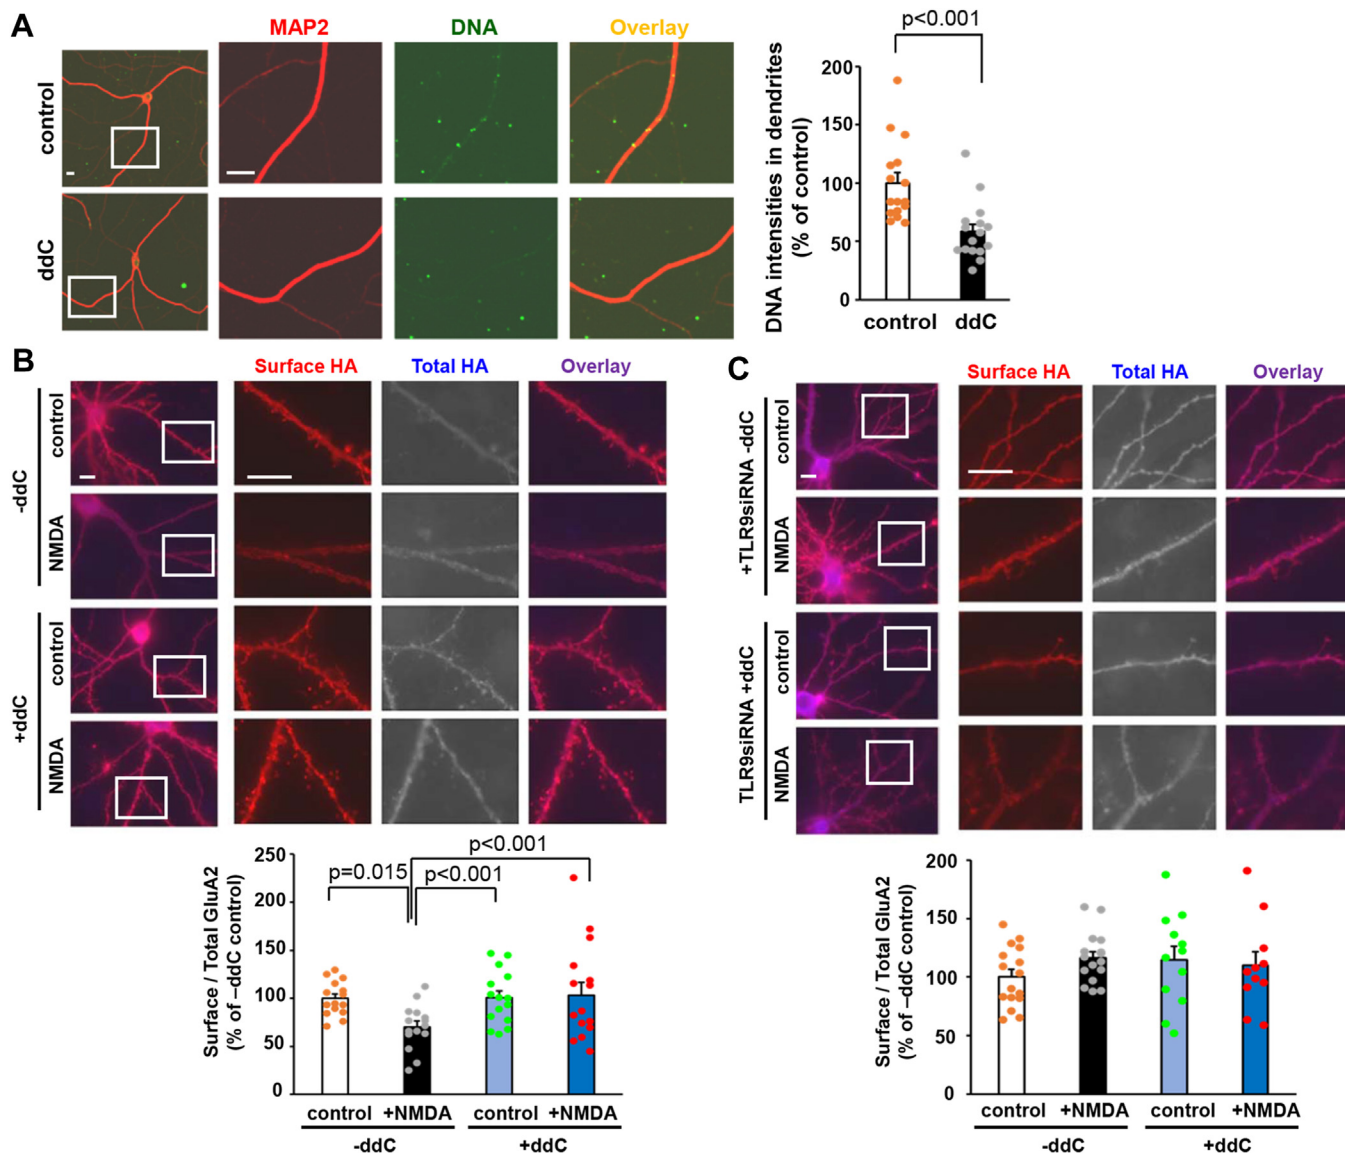 A
MAP2
DNA
Overlay
control
ddC
p<0.001
DNA intensities in dendrites
(% of control)
200
150
100
50
0
control
ddC
B
Surface HA
Total HA
Overlay
-ddC
control
NMDA
+ddC
control
NMDA
Surface / Total GluA2
(% of –ddC control)
250
200
150
100
50
0
p=0.015
p<0.001
p<0.001
control
+NMDA
control
+NMDA
-ddC
+ddC
C
Surface HA
Total HA
Overlay
+TLR9siRNA -ddC
control
NMDA
TLR9siRNA +ddC
control
NMDA
Surface / Total GluA2
(% of –ddC control)
200
150
100
50
0
control
+NMDA
control
+NMDA
-ddC
+ddC